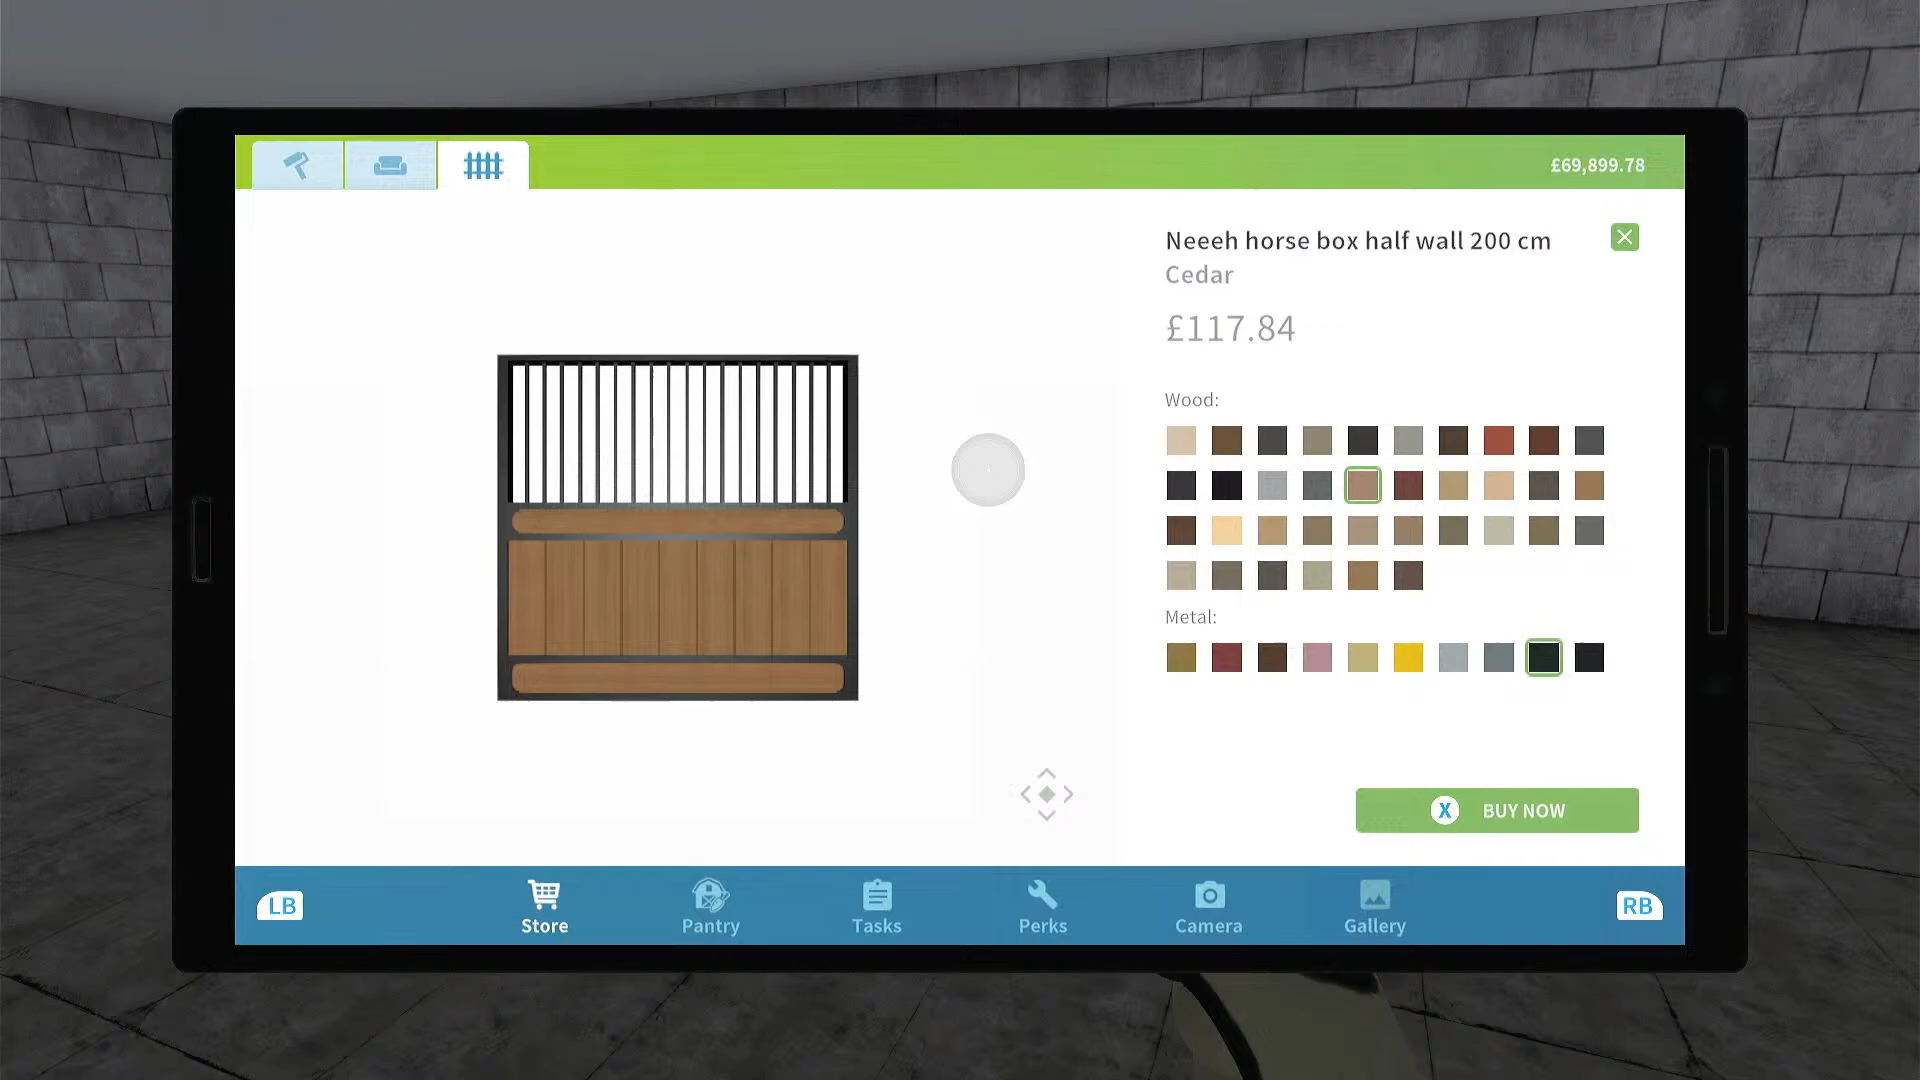 £69,899.78
Neeeh horse box half wall 200 cm
Cedar
£117.84
Wood:
Metal:
X BUY NOW
LB
Store
Pantry
Tasks
Perks
Camera
Gallery
RB